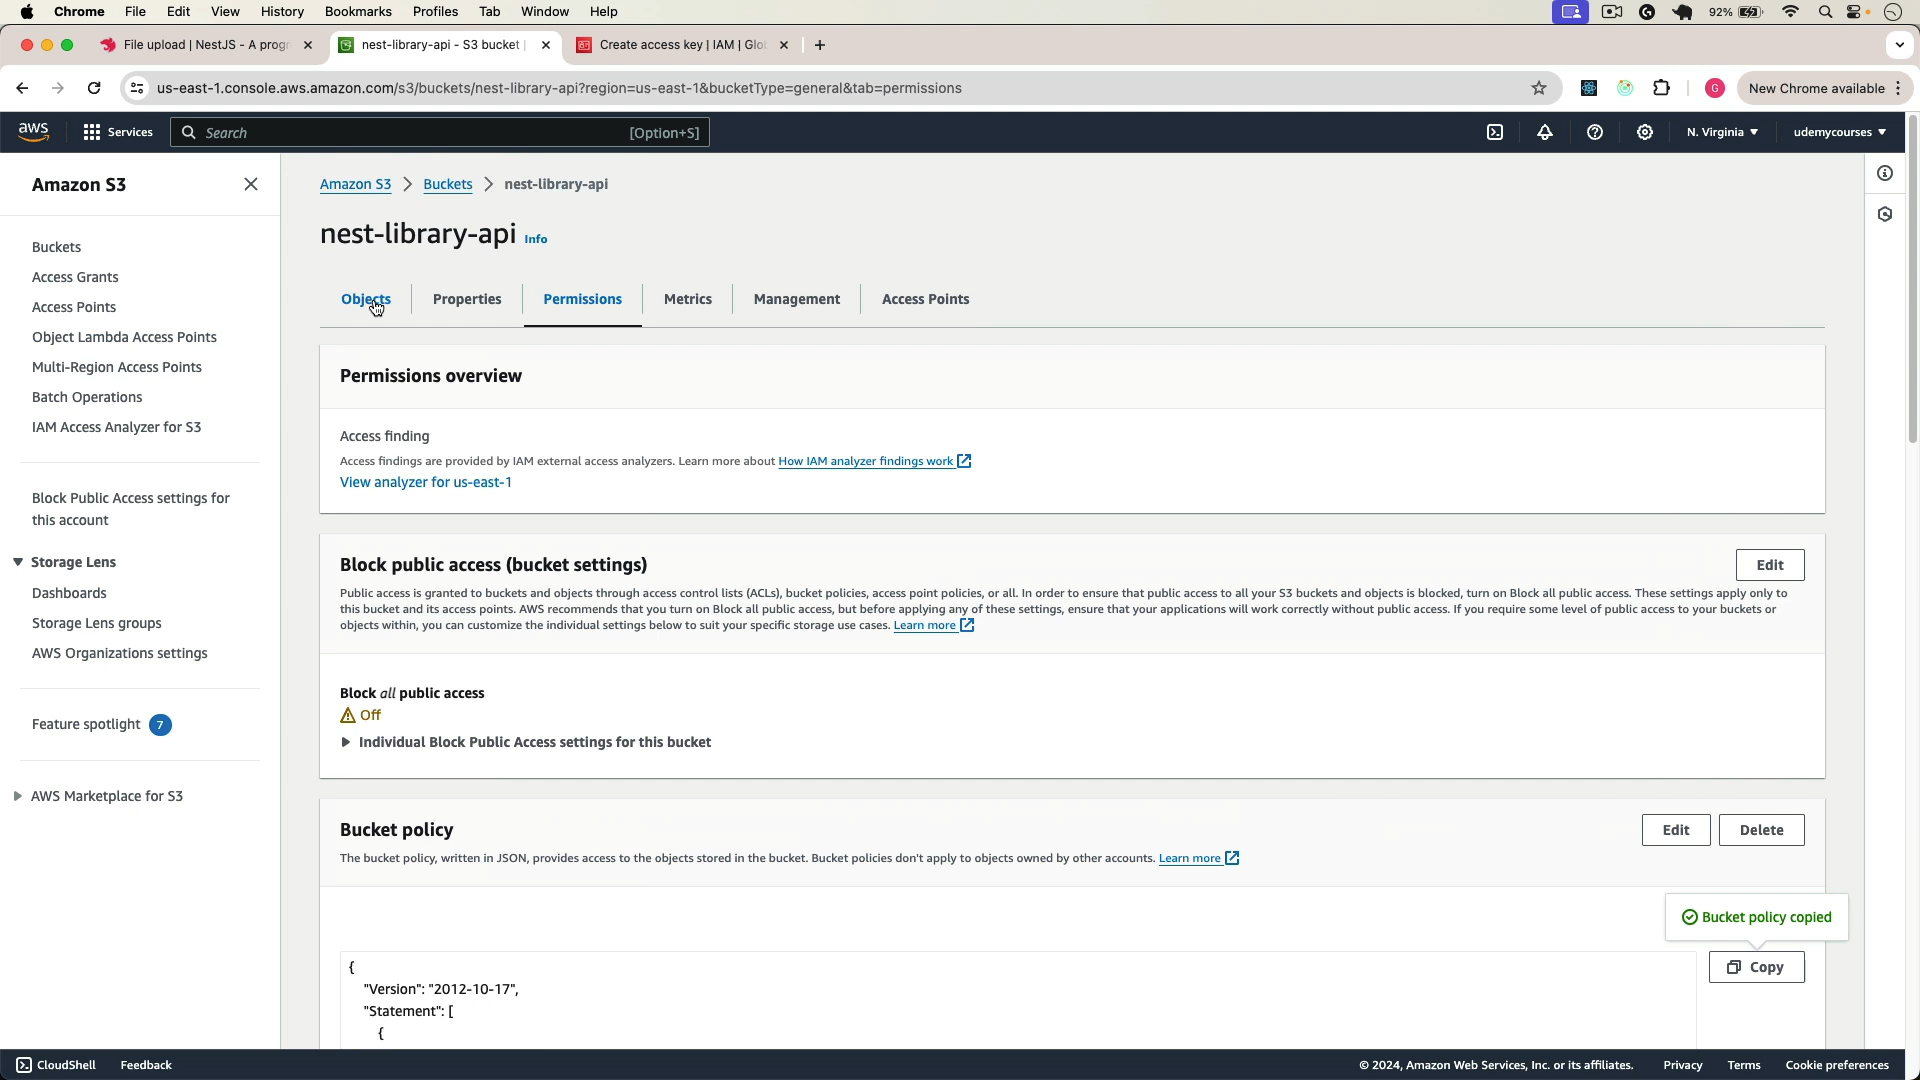 Chrome File Edit View History Bookmarks Profiles Tab Window Help 92%
File upload | NestJS - A progr
nest-library-api - S3 bucket |
Create access key | IAM | Glo
us-east-1.console.aws.amazon.com/s3/buckets/nest-library-api?region=us-east-1&bucketType=general&tab=permissions
G
New Chrome available
aws Services Search [Option+S] N. Virginia udemycourses
Amazon S3
Buckets
Access Grants
Access Points
Object Lambda Access Points
Multi-Region Access Points
Batch Operations
IAM Access Analyzer for S3
Block Public Access settings for
this account
Storage Lens
Dashboards
Storage Lens groups
AWS Organizations settings
Feature spotlight 7
AWS Marketplace for S3
Amazon S3 Buckets nest-library-api
nest-library-api Info
Objects Properties Permissions Metrics Management Access Points
Permissions overview
Access finding
Access findings are provided by IAM external access analyzers. Learn more about How IAM analyzer findings work
View analyzer for us-east-1
Block public access (bucket settings)
Edit
Public access is granted to buckets and objects through access control lists (ACLs), bucket policies, access point policies, or all. In order to ensure that public access to all your S3 buckets and objects is blocked, turn on Block all public access. These settings apply only to
this bucket and its access points. AWS recommends that you turn on Block all public access, but before applying any of these settings, ensure that your applications will work correctly without public access. If you require some level of public access to your buckets or
objects within, you can customize the individual settings below to suit your specific storage use cases. Learn more
Block all public access
Off
Individual Block Public Access settings for this bucket
Bucket policy
Edit Delete
The bucket policy, written in JSON, provides access to the objects stored in the bucket. Bucket policies don't apply to objects owned by other accounts. Learn more
Bucket policy copied
Copy
{
"Version": "2012-10-17",
"Statement": [
{
CloudShell Feedback © 2024, Amazon Web Services, Inc. or its affiliates. Privacy Terms Cookie preferences